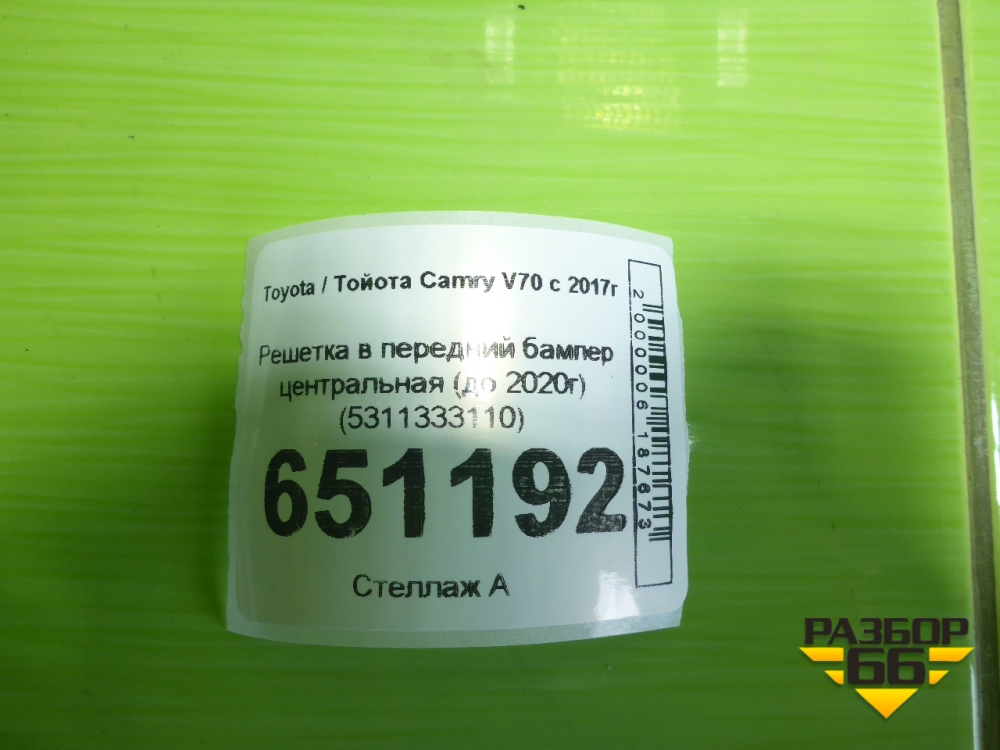 Toyota / Тойота Camry V70 с 2017г
Решетка в передний бампер
центральная (до 2020г)
(5311333110)
651192
Стеллаж А
2000006187673
РАЗБОР
66